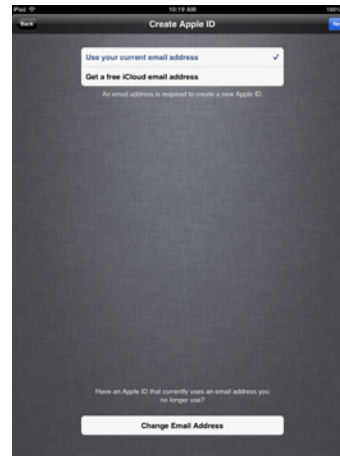 iPad 10:19 AM 100%
Create Apple ID
Back
Use your current email address
Get a free iCloud email address
An email address is required to create a new Apple ID.
Have an Apple ID that currently uses an email address you
no longer use?
Change Email Address